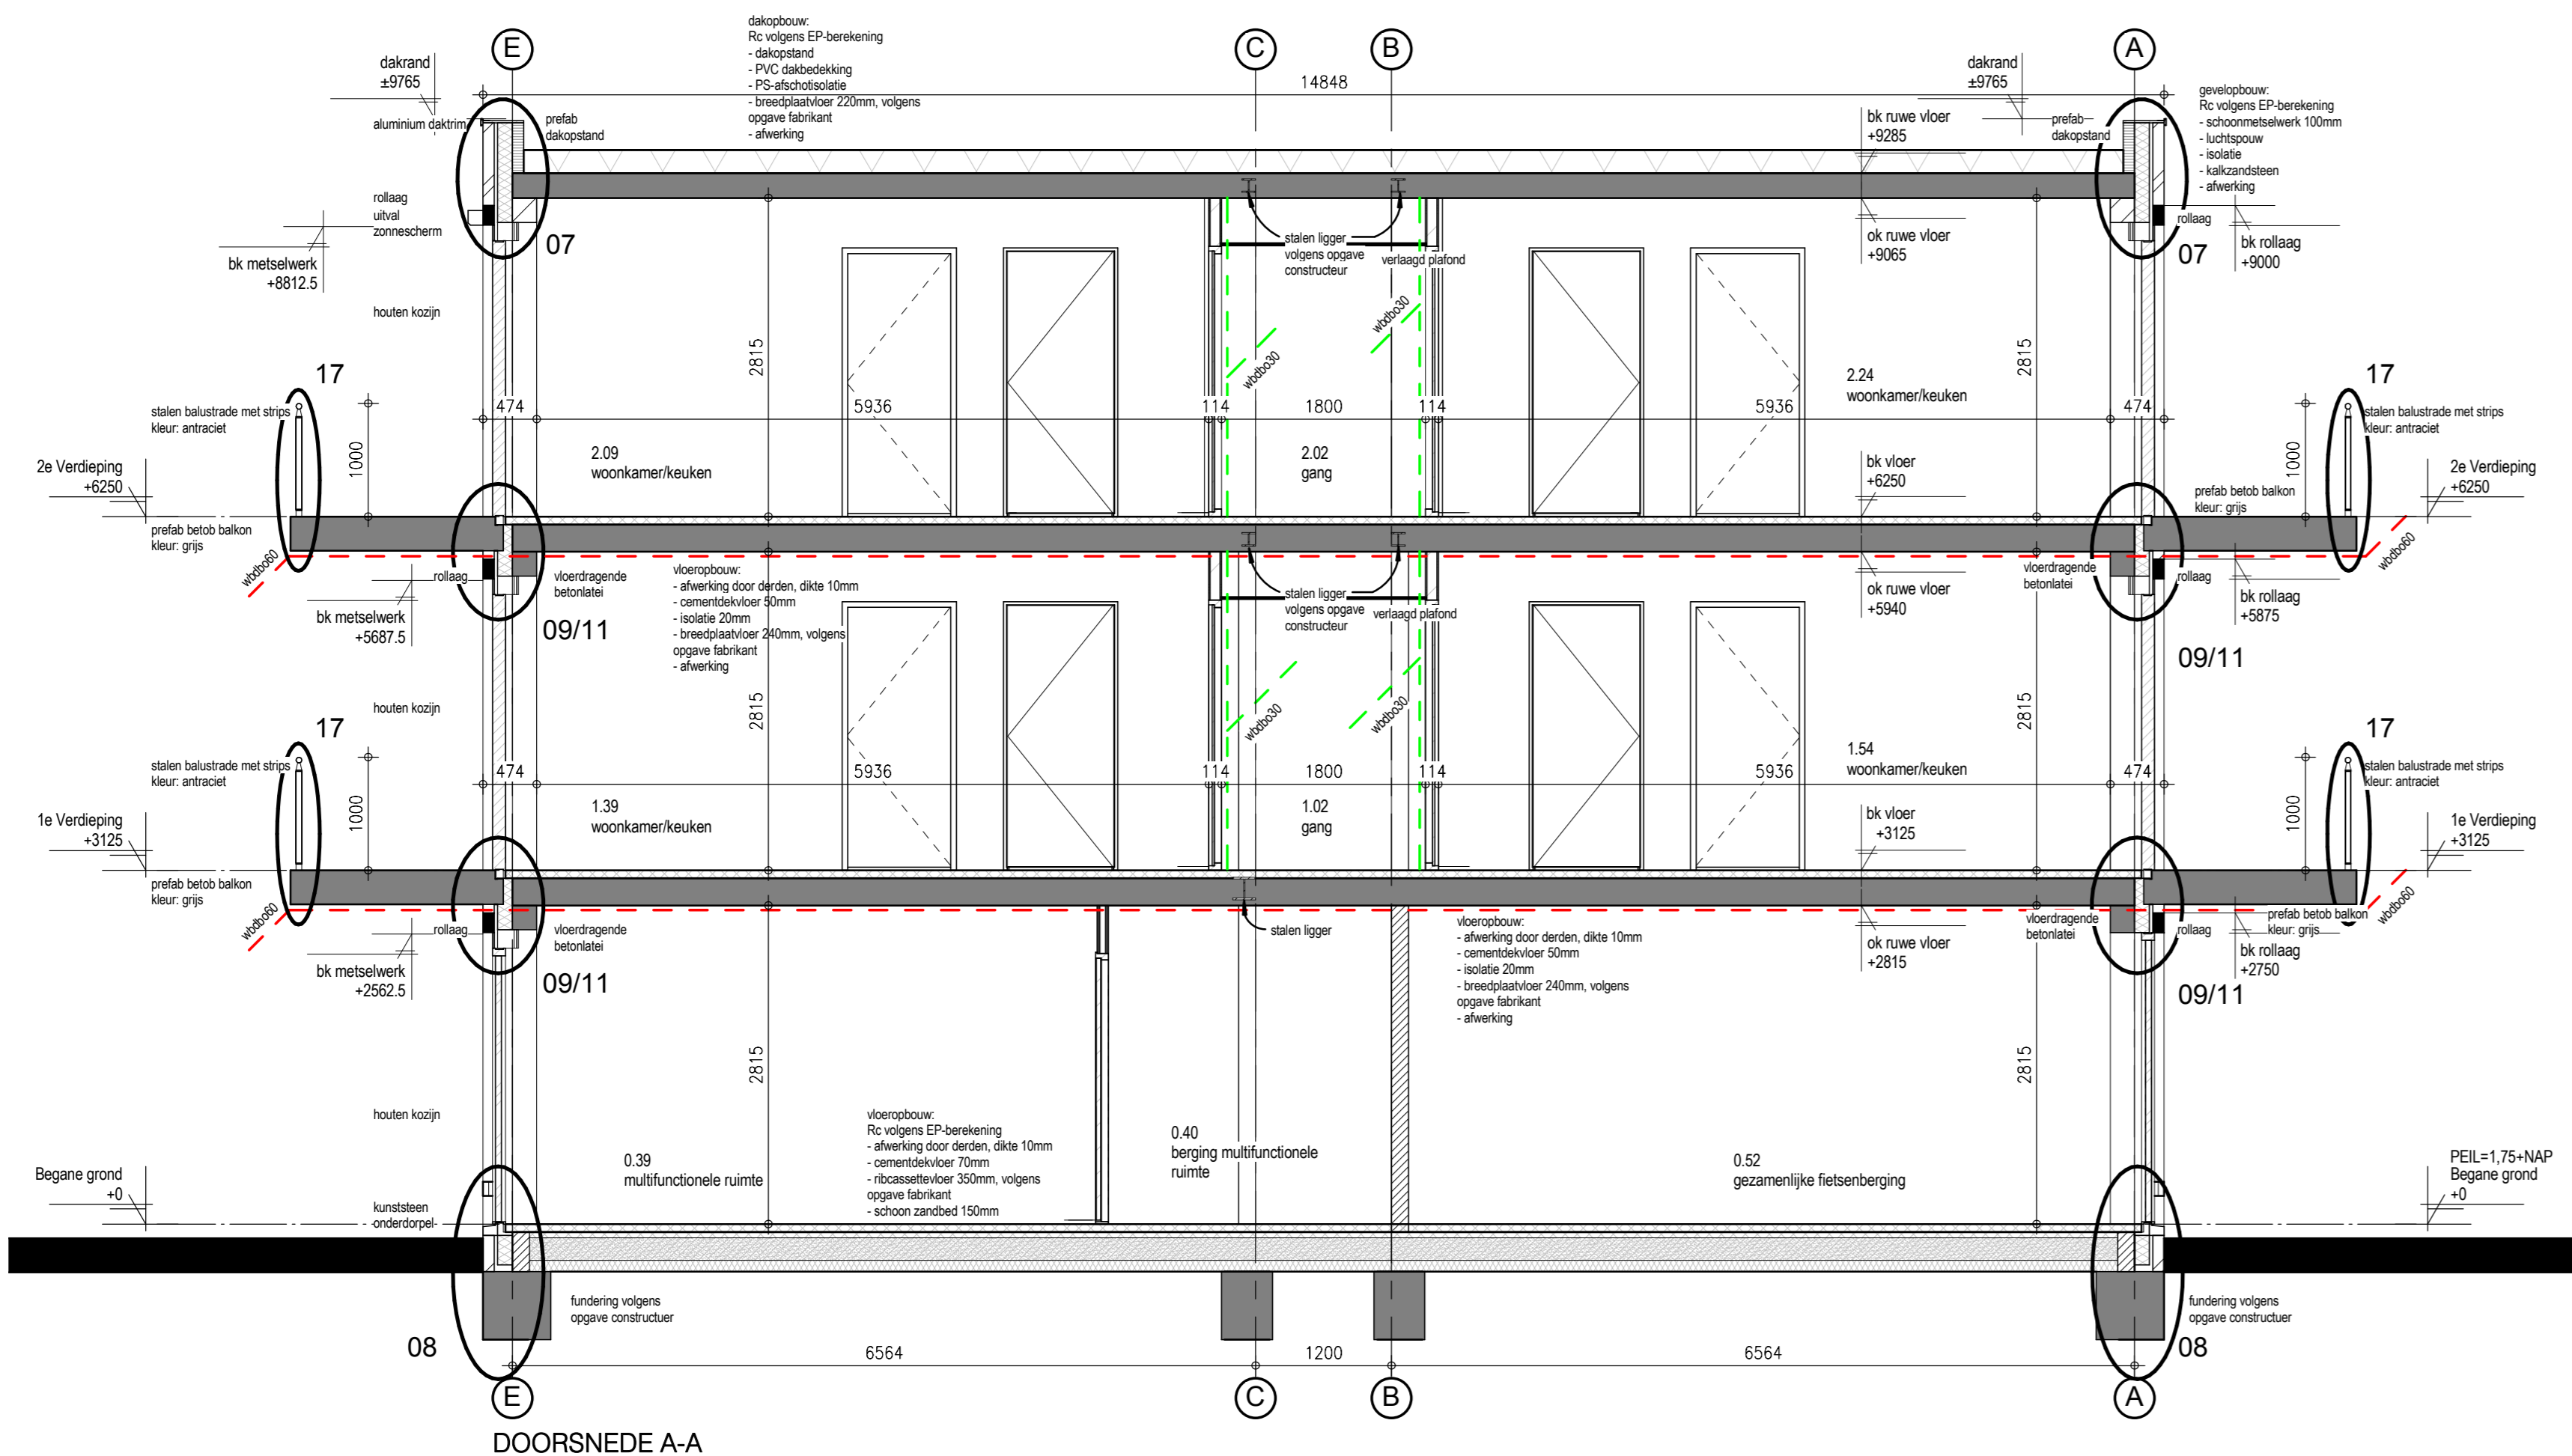 dakopbouw:
Rc volgens EP-berekening
- dakopstand
- PVC dakbedekking
- PS-afschotisolatie
- breedplaatvloer 220mm, volgens
opgave fabrikant
- afwerking
E
C
B
A
dakrand
±9765
14848
dakrand
±9765
gevelopbouw:
Rc volgens EP-berekening
- schoonmetselwerk 100mm
- luchtspouw
- isolatie
- kalkzandsteen
- afwerking
aluminium daktrim
prefab
dakopstand
bk ruwe vloer
+9285
prefab
dakopstand
rollaag
uitval
zonnescherm
07
bk metselwerk
+8812.5
stalen ligger
volgens opgave
constructeur
verlaagd plafond
ok ruwe vloer
+9065
rollaag
07
bk rollaag
+9000
houten kozijn
wbdbo30
wbdbo30
2815
2815
17
stalen balustrade met strips
kleur: antraciet
1000
474
5936
114
1800
114
5936
474
2.24
woonkamer/keuken
17
stalen balustrade met strips
kleur: antraciet
1000
2.09
woonkamer/keuken
2.02
gang
bk vloer
+6250
2e Verdieping
+6250
2e Verdieping
+6250
prefab betob balkon
kleur: grijs
prefab betob balkon
kleur: grijs
wbdbo60
wbdbo60
rollaag
vloerdragende
betonlatei
vloeropbouw:
- afwerking door derden, dikte 10mm
- cementdekvloer 50mm
- isolatie 20mm
- breedplaatvloer 240mm, volgens
opgave fabrikant
- afwerking
stalen ligger
volgens opgave
constructeur
verlaagd plafond
ok ruwe vloer
+5940
vloerdragende
betonlatei
rollaag
bk rollaag
+5875
bk metselwerk
+5687.5
09/11
09/11
houten kozijn
wbdbo30
wbdbo30
2815
2815
17
stalen balustrade met strips
kleur: antraciet
1000
474
5936
114
1800
114
5936
474
1.54
woonkamer/keuken
17
stalen balustrade met strips
kleur: antraciet
1000
1.39
woonkamer/keuken
1.02
gang
bk vloer
+3125
1e Verdieping
+3125
1e Verdieping
+3125
prefab betob balkon
kleur: grijs
wbdbo60
wbdbo60
rollaag
vloerdragende
betonlatei
stalen ligger
vloeropbouw:
- afwerking door derden, dikte 10mm
- cementdekvloer 50mm
- isolatie 20mm
- breedplaatvloer 240mm, volgens
opgave fabrikant
- afwerking
ok ruwe vloer
+2815
vloerdragende
betonlatei
rollaag
prefab betob balkon
kleur: grijs
bk rollaag
+2750
bk metselwerk
+2562.5
09/11
09/11
2815
2815
houten kozijn
vloeropbouw:
Rc volgens EP-berekening
- afwerking door derden, dikte 10mm
- cementdekvloer 70mm
- ribcassettevloer 350mm, volgens
opgave fabrikant
- schoon zandbed 150mm
0.39
multifunctionele ruimte
0.40
berging multifunctionele
ruimte
0.52
gezamenlijke fietsenberging
Begane grond
+0
PEIL=1,75+NAP
Begane grond
+0
kunststeen
onderdorpel
fundering volgens
opgave constructuer
fundering volgens
opgave constructuer
08
08
6564
1200
6564
E
C
B
A
DOORSNEDE A-A